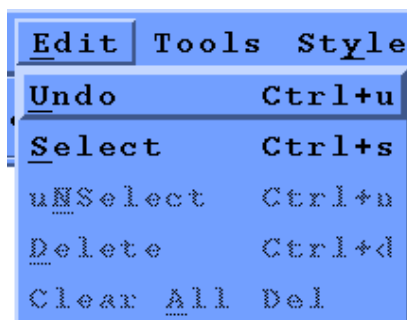 Edit Tools Style
Undo Ctrl+u
Select Ctrl+s
uNSelect Ctrl+n
Delete Ctrl+d
Clear All Del